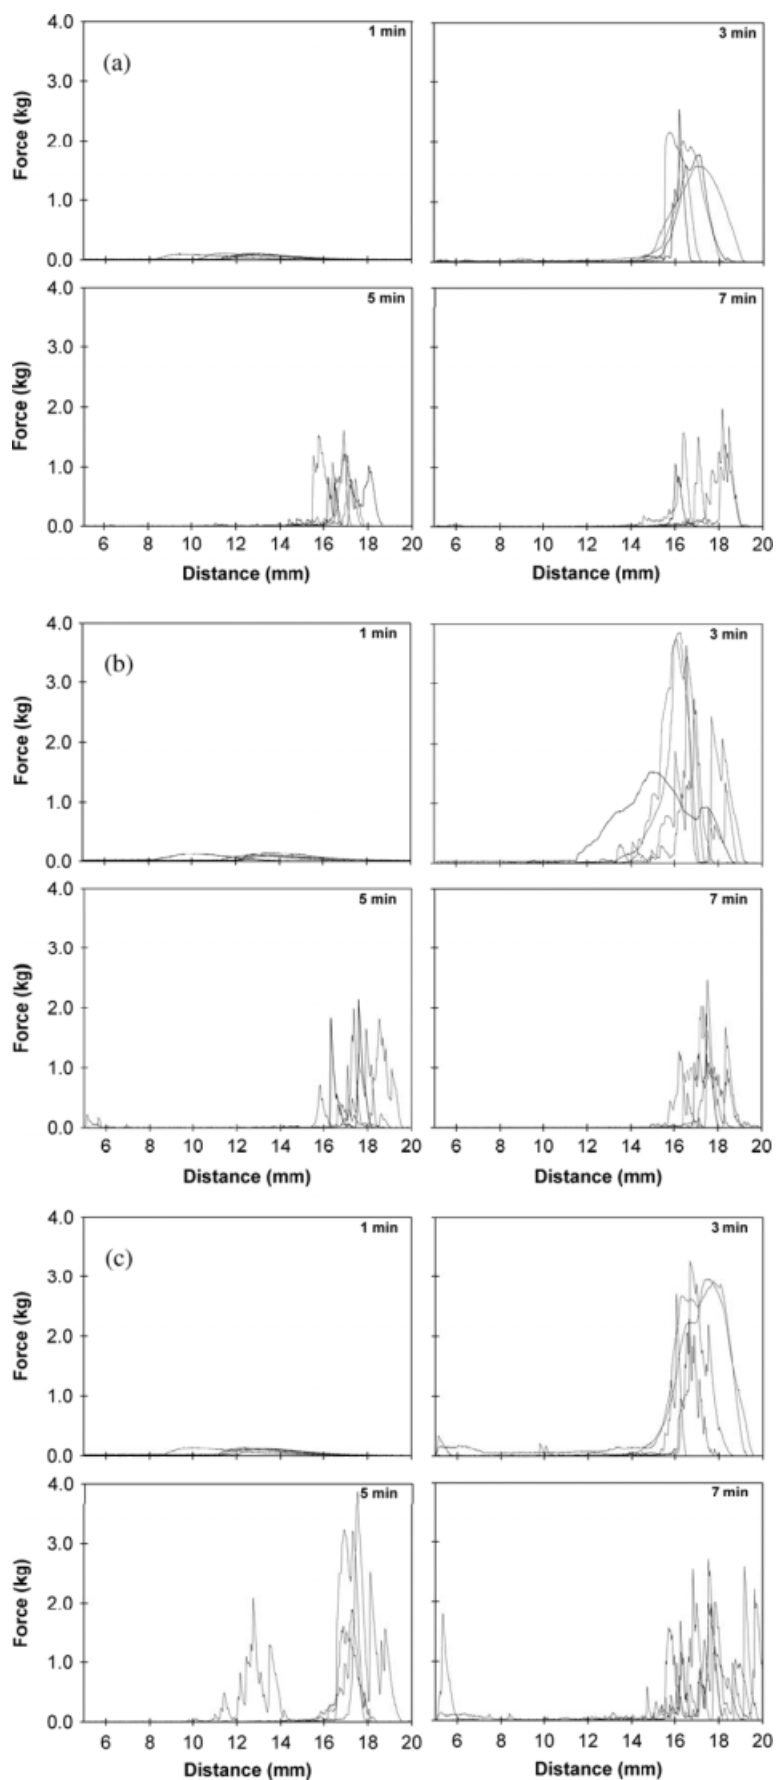 4.0 1 min 3 min
(a)
Force (kg) 3.0
2.0
1.0
0.0
4.0 5 min 7 min
Force (kg) 3.0
2.0
1.0
0.0
6 8 10 12 14 16 18 20 6 8 10 12 14 16 18 20
Distance (mm) Distance (mm)
4.0 1 min 3 min
(b)
Force (kg) 3.0
2.0
1.0
0.0
4.0 5 min 7 min
Force (kg) 3.0
2.0
1.0
0.0
6 8 10 12 14 16 18 20 6 8 10 12 14 16 18 20
Distance (mm) Distance (mm)
4.0 1 min 3 min
(c)
Force (kg) 3.0
2.0
1.0
0.0
4.0 5 min 7 min
Force (kg) 3.0
2.0
1.0
0.0
6 8 10 12 14 16 18 20 6 8 10 12 14 16 18 20
Distance (mm) Distance (mm)